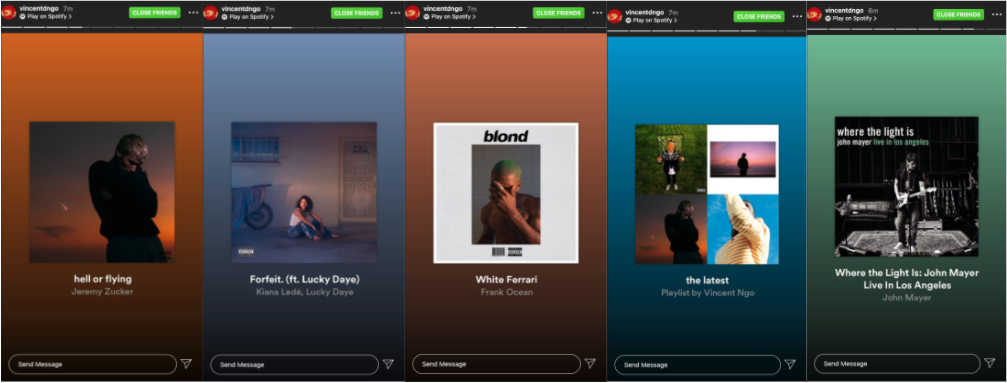 vincentdngo 7m
Play on Spotify >
CLOSE FRIENDS
hell or flying
Jeremy Zucker
Send Message
vincentdngo 7m
Play on Spotify >
CLOSE FRIENDS
Forfeit. (ft. Lucky Daye)
Kiana Ledé, Lucky Daye
Send Message
vincentdngo 7m
Play on Spotify >
CLOSE FRIENDS
blond
White Ferrari
Frank Ocean
Send Message
vincentdngo 7m
Play on Spotify >
CLOSE FRIENDS
the latest
Playlist by Vincent Ngo
Send Message
vincentdngo 6m
Play on Spotify >
CLOSE FRIENDS
where the light is
john mayer live in los angeles
Where the Light Is: John Mayer
Live In Los Angeles
John Mayer
Send Message